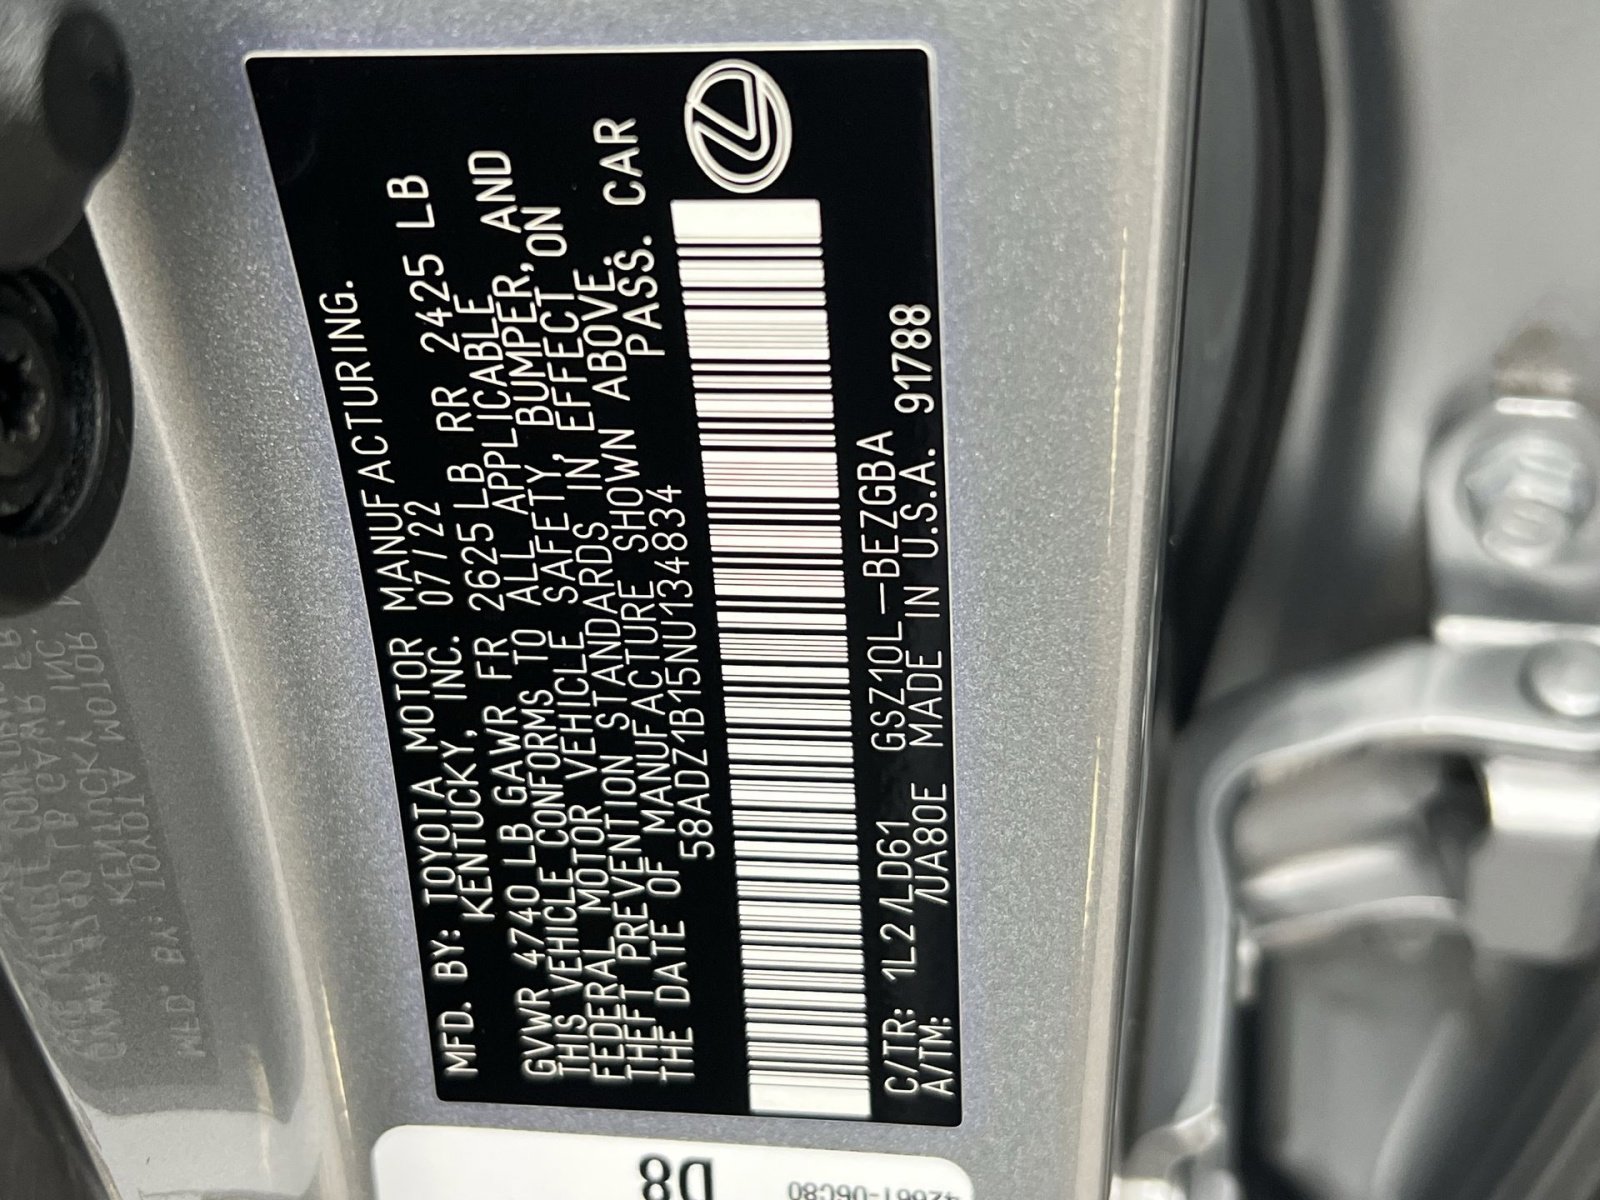 MFD. BY: TOYOTA MOTOR MANUFACTURING.
KENTUCKY, INC. 07/22
GVWR 4740 LB GAWR FR 2625 LB RR 2425 LB
THIS VEHICLE CONFORMS TO ALL APPLICABLE
FEDERAL MOTOR VEHICLE SAFETY, BUMPER, AND
THEFT PREVENTION STANDARDS IN EFFECT ON
THE DATE OF MANUFACTURE SHOWN ABOVE.
58ADZ1B15NU134834 PASS. CAR
C/TR: 1L2/LD61 GSZ10L-BEZGBA
A/TM: /UA80E MADE IN U.S.A. 91788
D8
42661-06C80